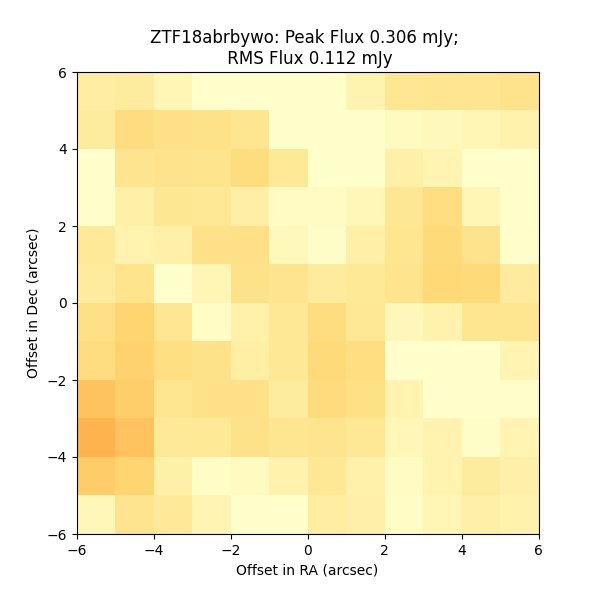 ZTF18abrbywo: Peak Flux 0.306 mJy;
RMS Flux 0.112 mJy
6
4
2
0
−2
−4
−6
Offset in Dec (arcsec)
−6 −4 −2 0 2 4 6
Offset in RA (arcsec)